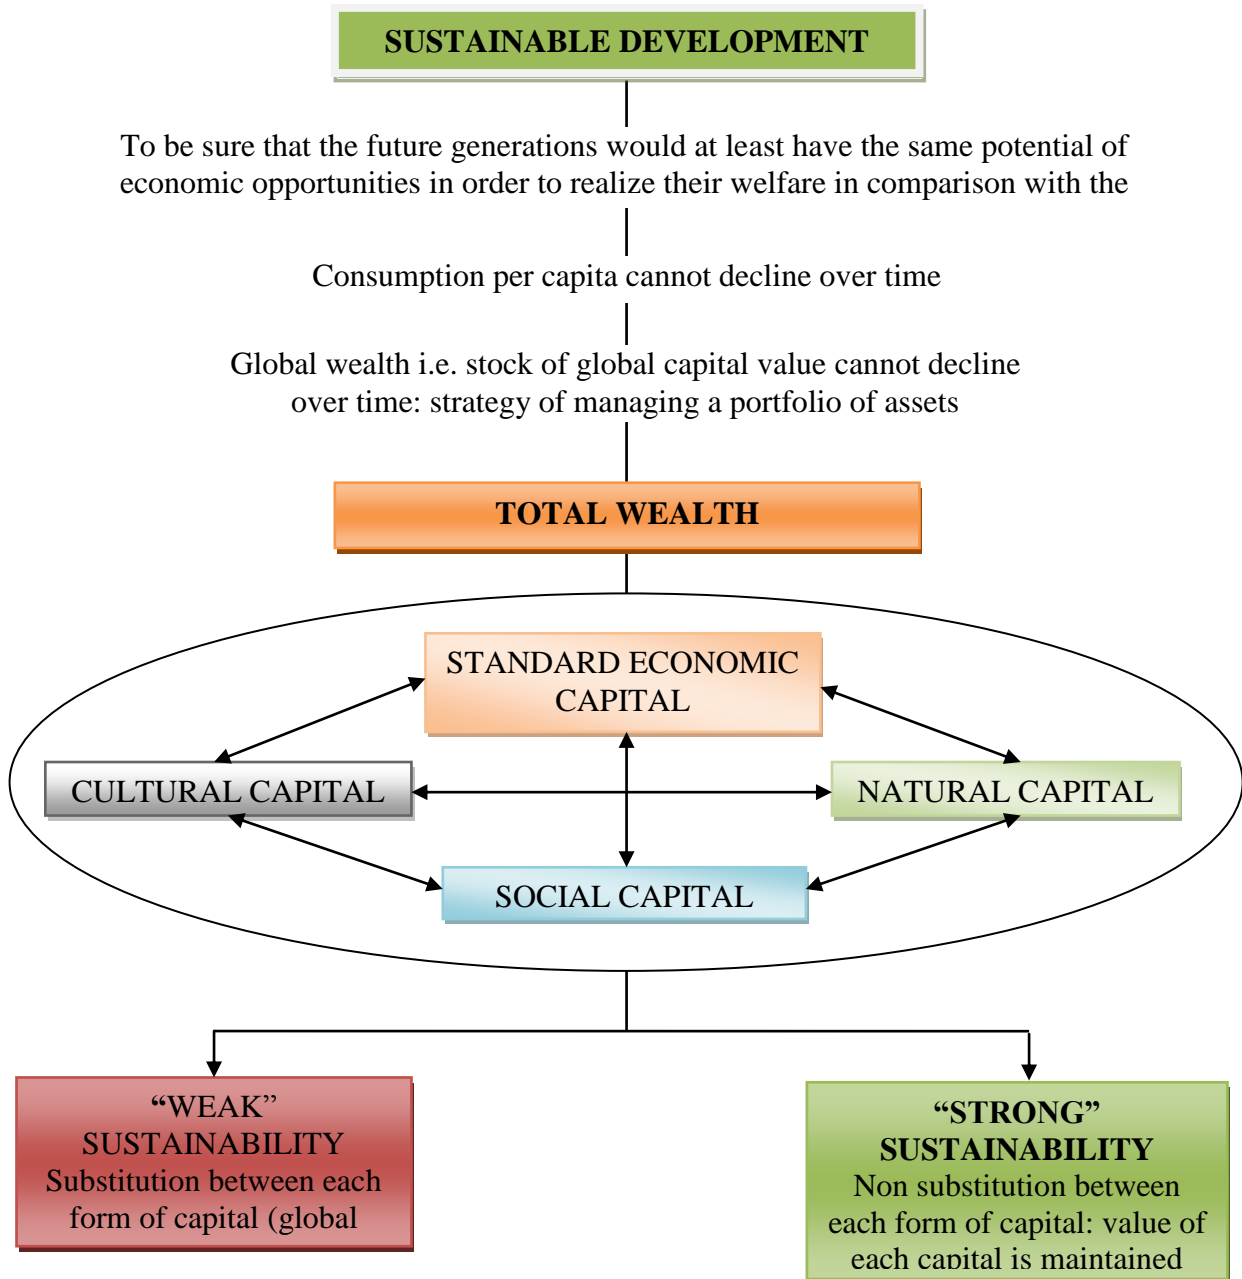 SUSTAINABLE DEVELOPMENT
To be sure that the future generations would at least have the same potential of
economic opportunities in order to realize their welfare in comparison with the
Consumption per capita cannot decline over time
Global wealth i.e. stock of global capital value cannot decline
over time: strategy of managing a portfolio of assets
TOTAL WEALTH
STANDARD ECONOMIC
CAPITAL
CULTURAL CAPITAL
NATURAL CAPITAL
SOCIAL CAPITAL
“WEAK”
SUSTAINABILITY
Substitution between each
form of capital (global
“STRONG”
SUSTAINABILITY
Non substitution between
each form of capital: value of
each capital is maintained